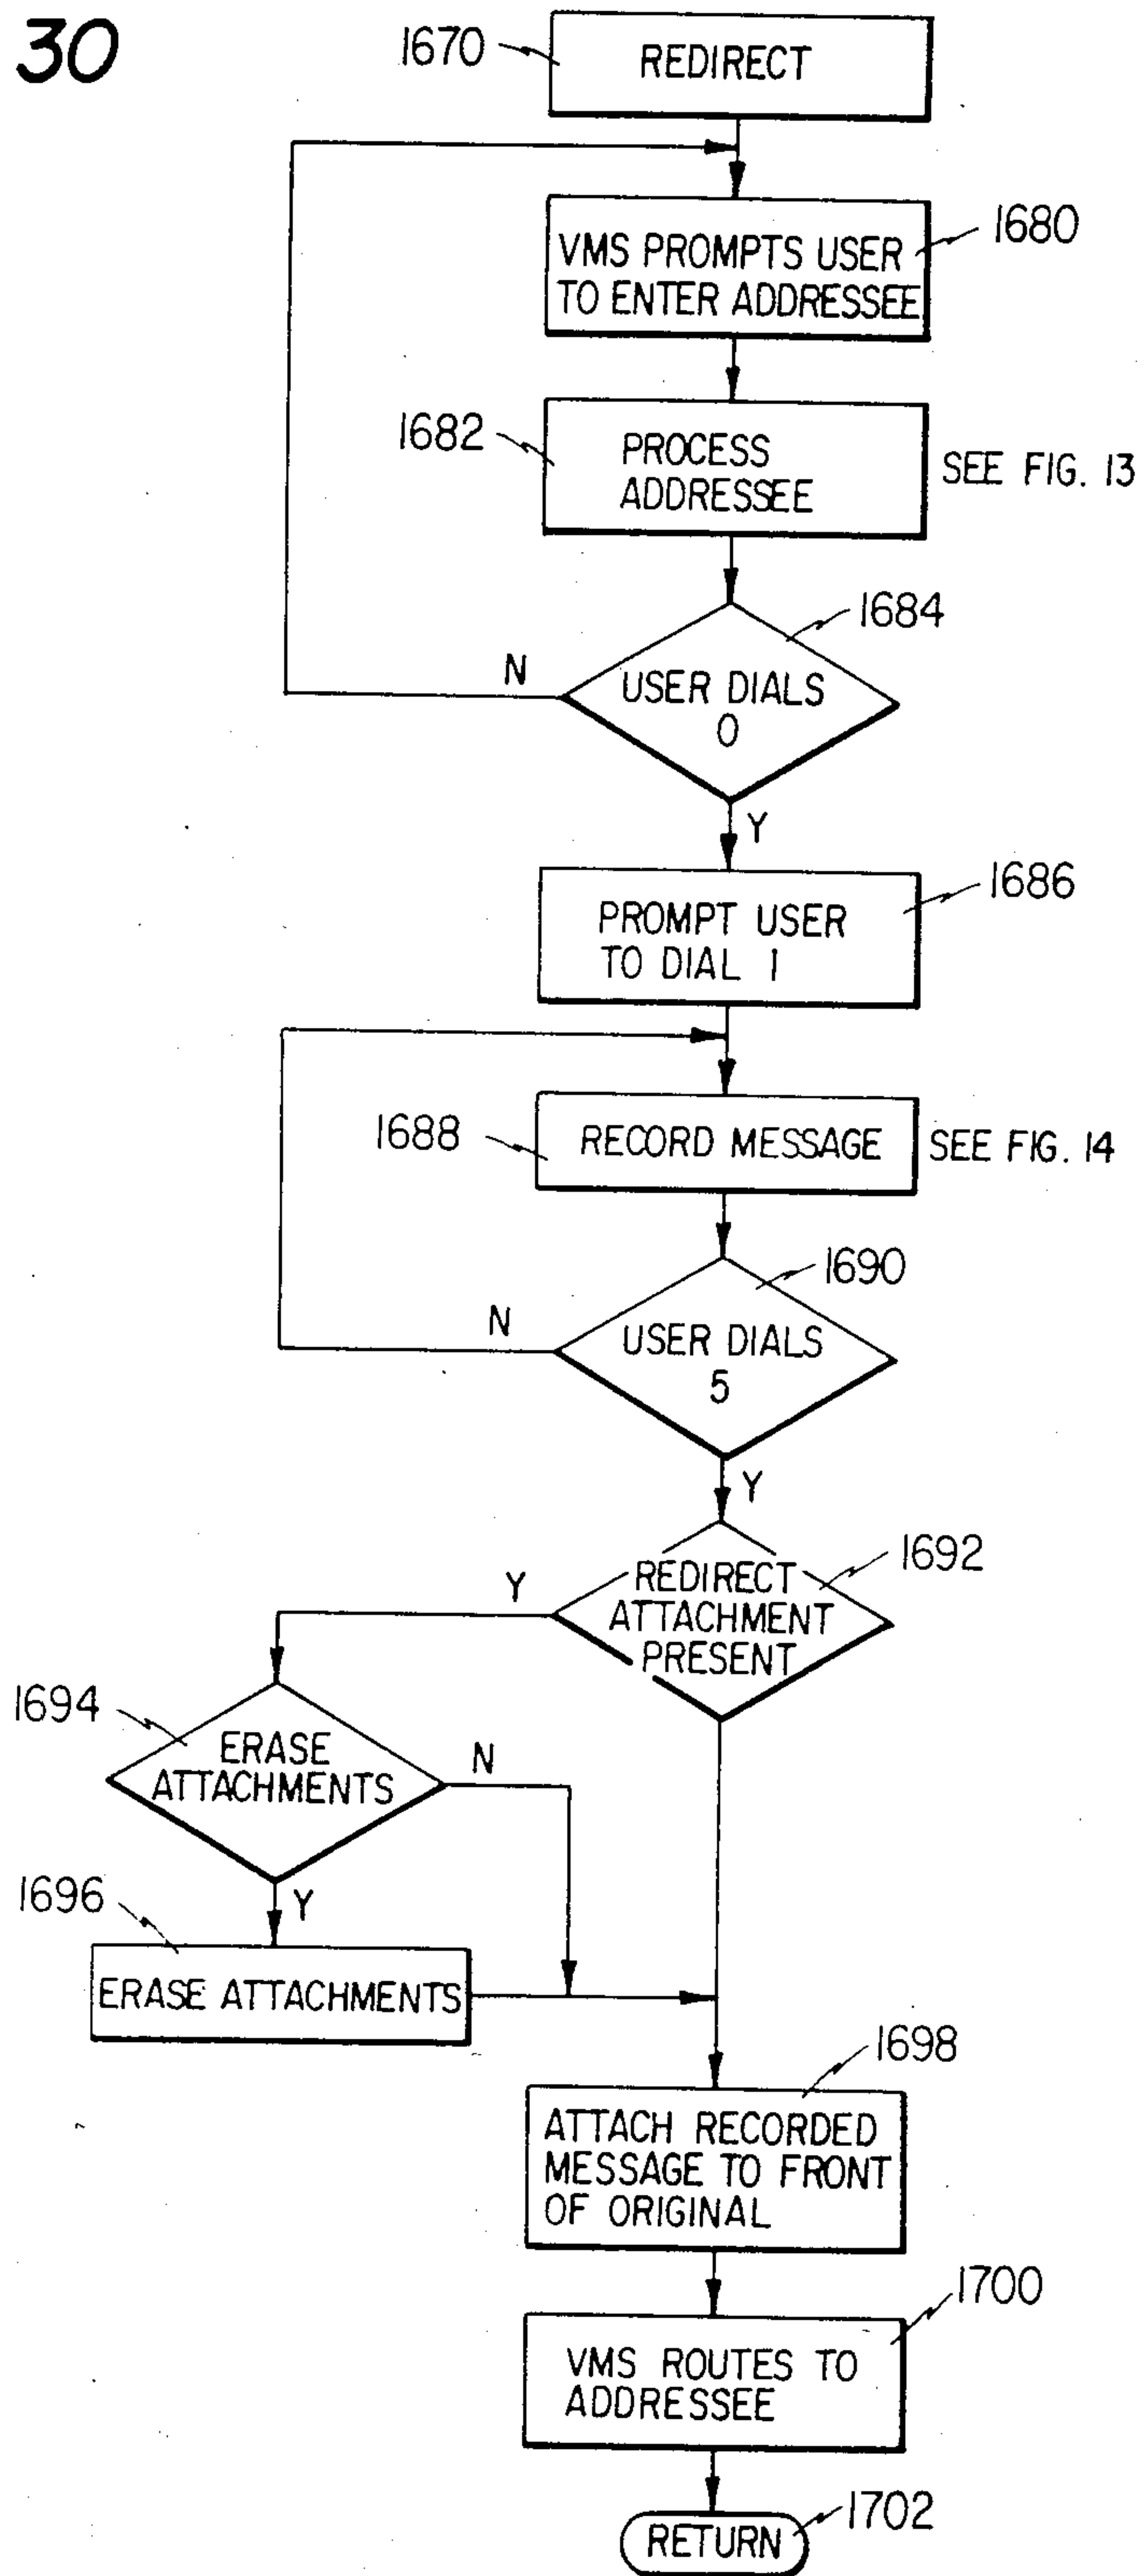 30
1670
REDIRECT
1680
VMS PROMPTS USER
TO ENTER ADDRESSEE
1682
PROCESS
ADDRESSEE
SEE FIG. 13
1684
N
USER DIALS
0
Y
1686
PROMPT USER
TO DIAL 1
1688
RECORD MESSAGE
SEE FIG. 14
1690
N
USER DIALS
5
Y
1692
Y
REDIRECT
ATTACHMENT
PRESENT
1694
ERASE
ATTACHMENTS
N
1696
Y
ERASE ATTACHMENTS
1698
ATTACH RECORDED
MESSAGE TO FRONT
OF ORIGINAL
1700
VMS ROUTES TO
ADDRESSEE
1702
RETURN